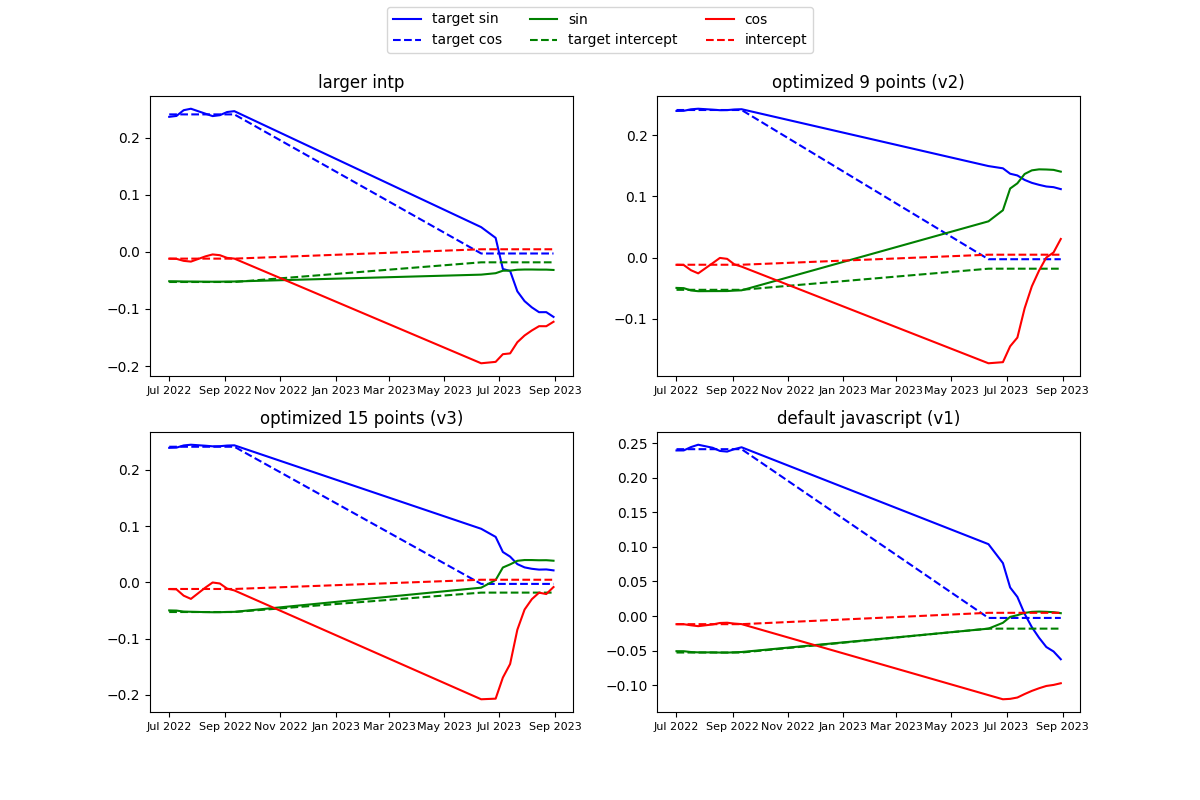 target sin sin cos
target cos target intercept intercept
larger intp
optimized 9 points (v2)
0.2
0.1
0.0
−0.1
−0.2
0.2
0.1
0.0
−0.1
Jul 2022 Sep 2022 Nov 2022 Jan 2023 Mar 2023 May 2023 Jul 2023 Sep 2023
Jul 2022 Sep 2022 Nov 2022 Jan 2023 Mar 2023 May 2023 Jul 2023 Sep 2023
optimized 15 points (v3)
default javascript (v1)
0.2
0.1
0.0
−0.1
−0.2
0.25
0.20
0.15
0.10
0.05
0.00
−0.05
−0.10
Jul 2022 Sep 2022 Nov 2022 Jan 2023 Mar 2023 May 2023 Jul 2023 Sep 2023
Jul 2022 Sep 2022 Nov 2022 Jan 2023 Mar 2023 May 2023 Jul 2023 Sep 2023